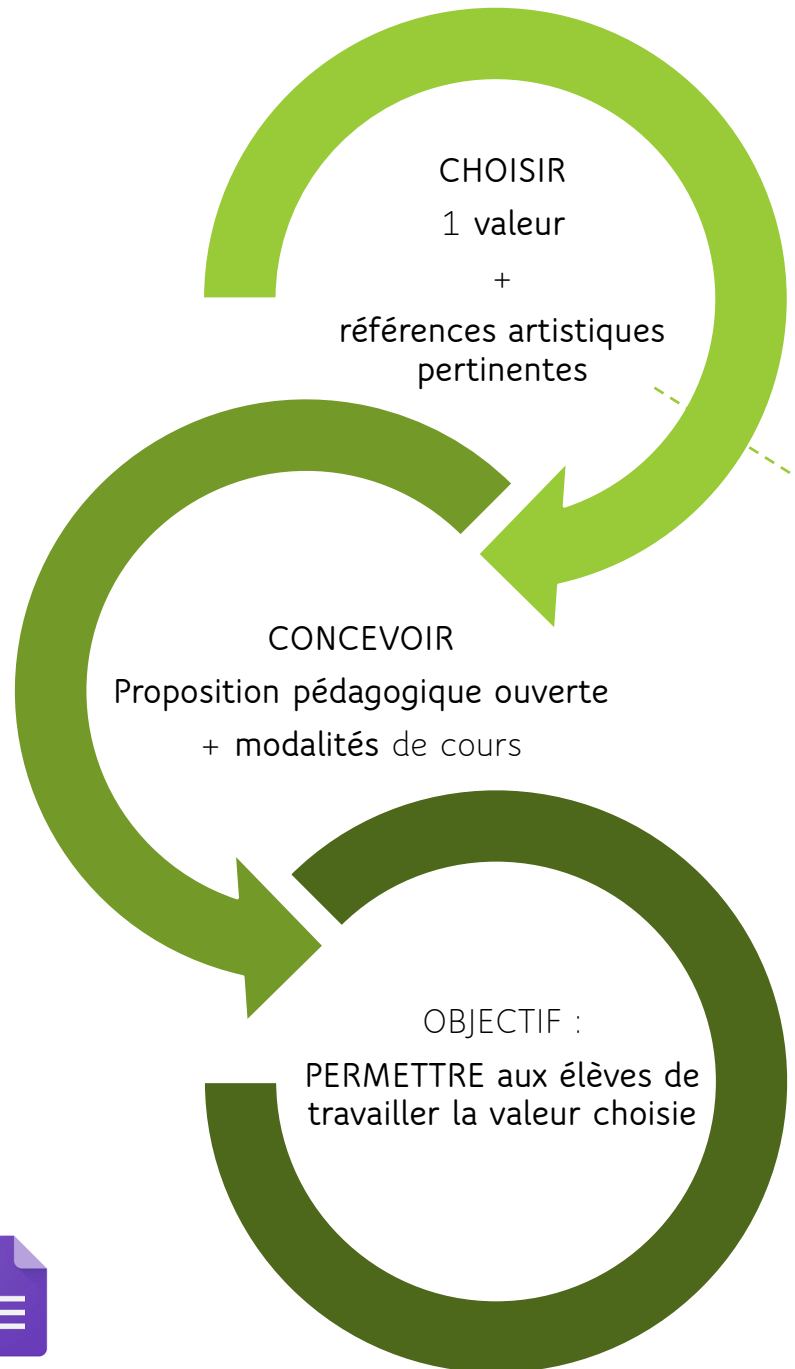 CHOISIR
1 valeur
+
références artistiques
pertinentes
CONCEVOIR
Proposition pédagogique ouverte
+ modalités de cours
OBJECTIF :
PERMETTRE aux élèves de
travailler la valeur choisie